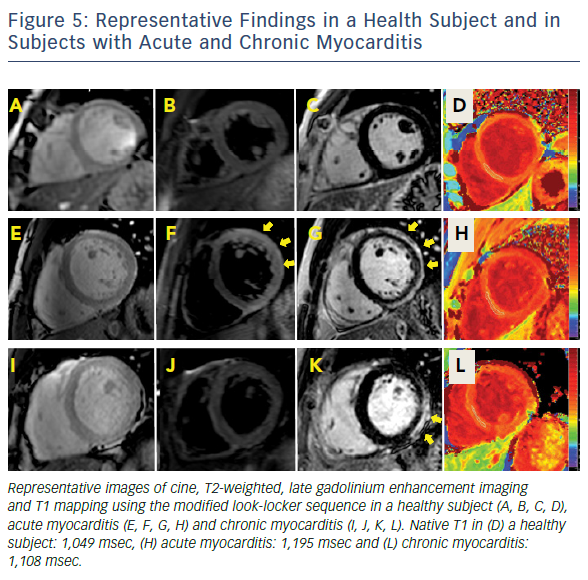 Figure 5: Representative Findings in a Health Subject and in
Subjects with Acute and Chronic Myocarditis
A B C D
E F G H
I J K L
Representative images of cine, T2-weighted, late gadolinium enhancement imaging
and T1 mapping using the modified look-locker sequence in a healthy subject (A, B, C, D),
acute myocarditis (E, F, G, H) and chronic myocarditis (I, J, K, L). Native T1 in (D) a healthy
subject: 1,049 msec, (H) acute myocarditis: 1,195 msec and (L) chronic myocarditis:
1,108 msec.